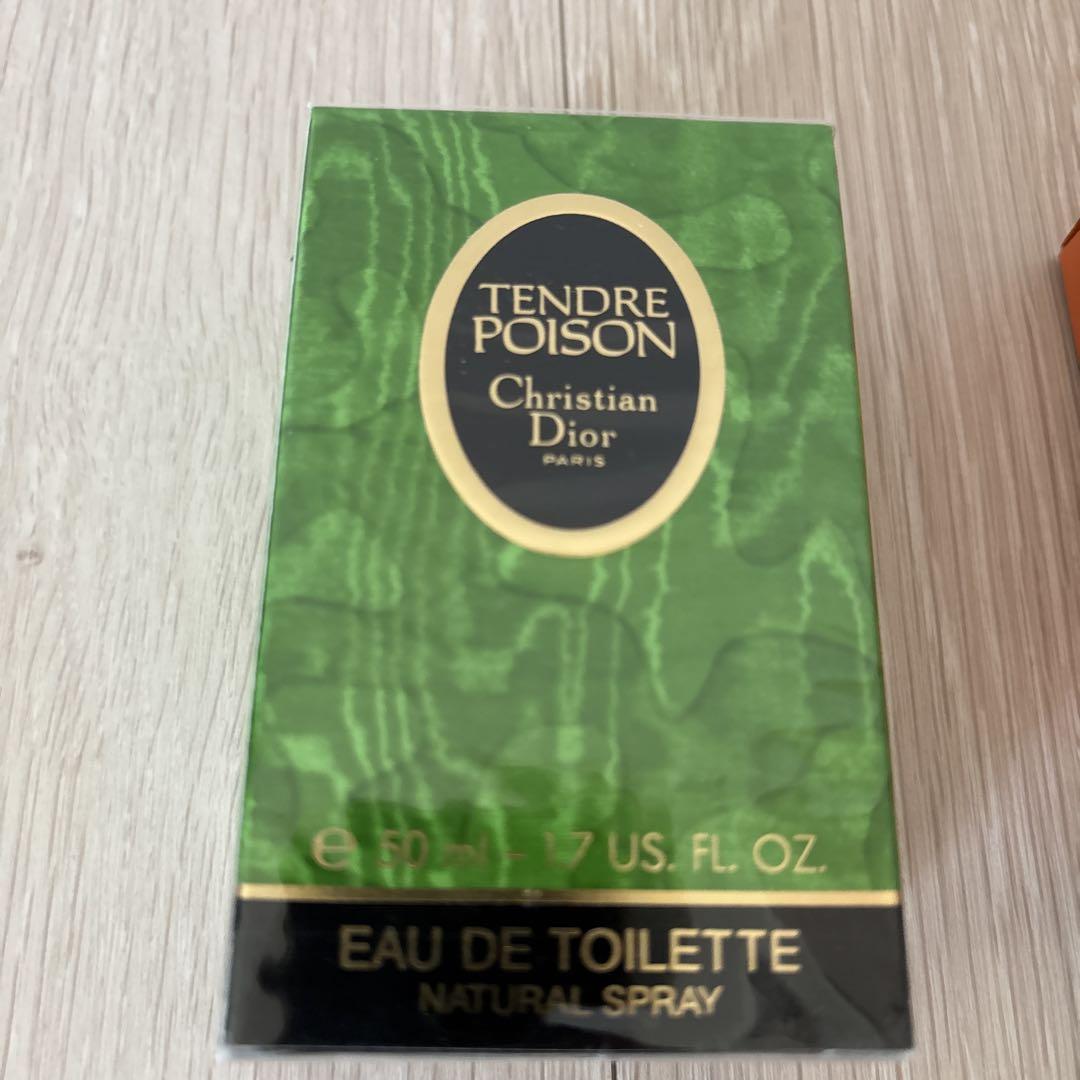 TENDRE
POISON
Christian
Dior
PARIS
e 50 ml - 1.7 US. FL. OZ.
EAU DE TOILETTE
NATURAL SPRAY